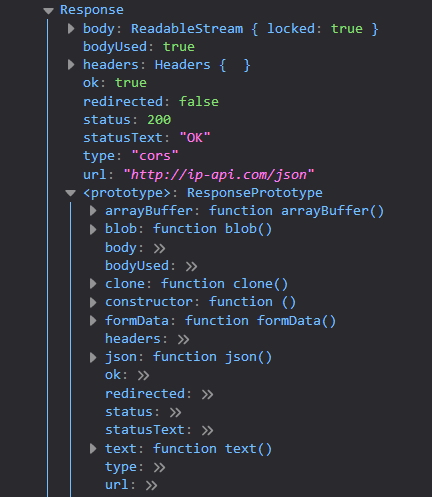 Response
body: ReadableStream { locked: true }
bodyUsed: true
headers: Headers {  }
ok: true
redirected: false
status: 200
statusText: "OK"
type: "cors"
url: "http://ip-api.com/json"
<prototype>: ResponsePrototype
arrayBuffer: function arrayBuffer()
blob: function blob()
body: »
bodyUsed: »
clone: function clone()
constructor: function ()
formData: function formData()
headers: »
json: function json()
ok: »
redirected: »
status: »
statusText: »
text: function text()
type: »
url: »